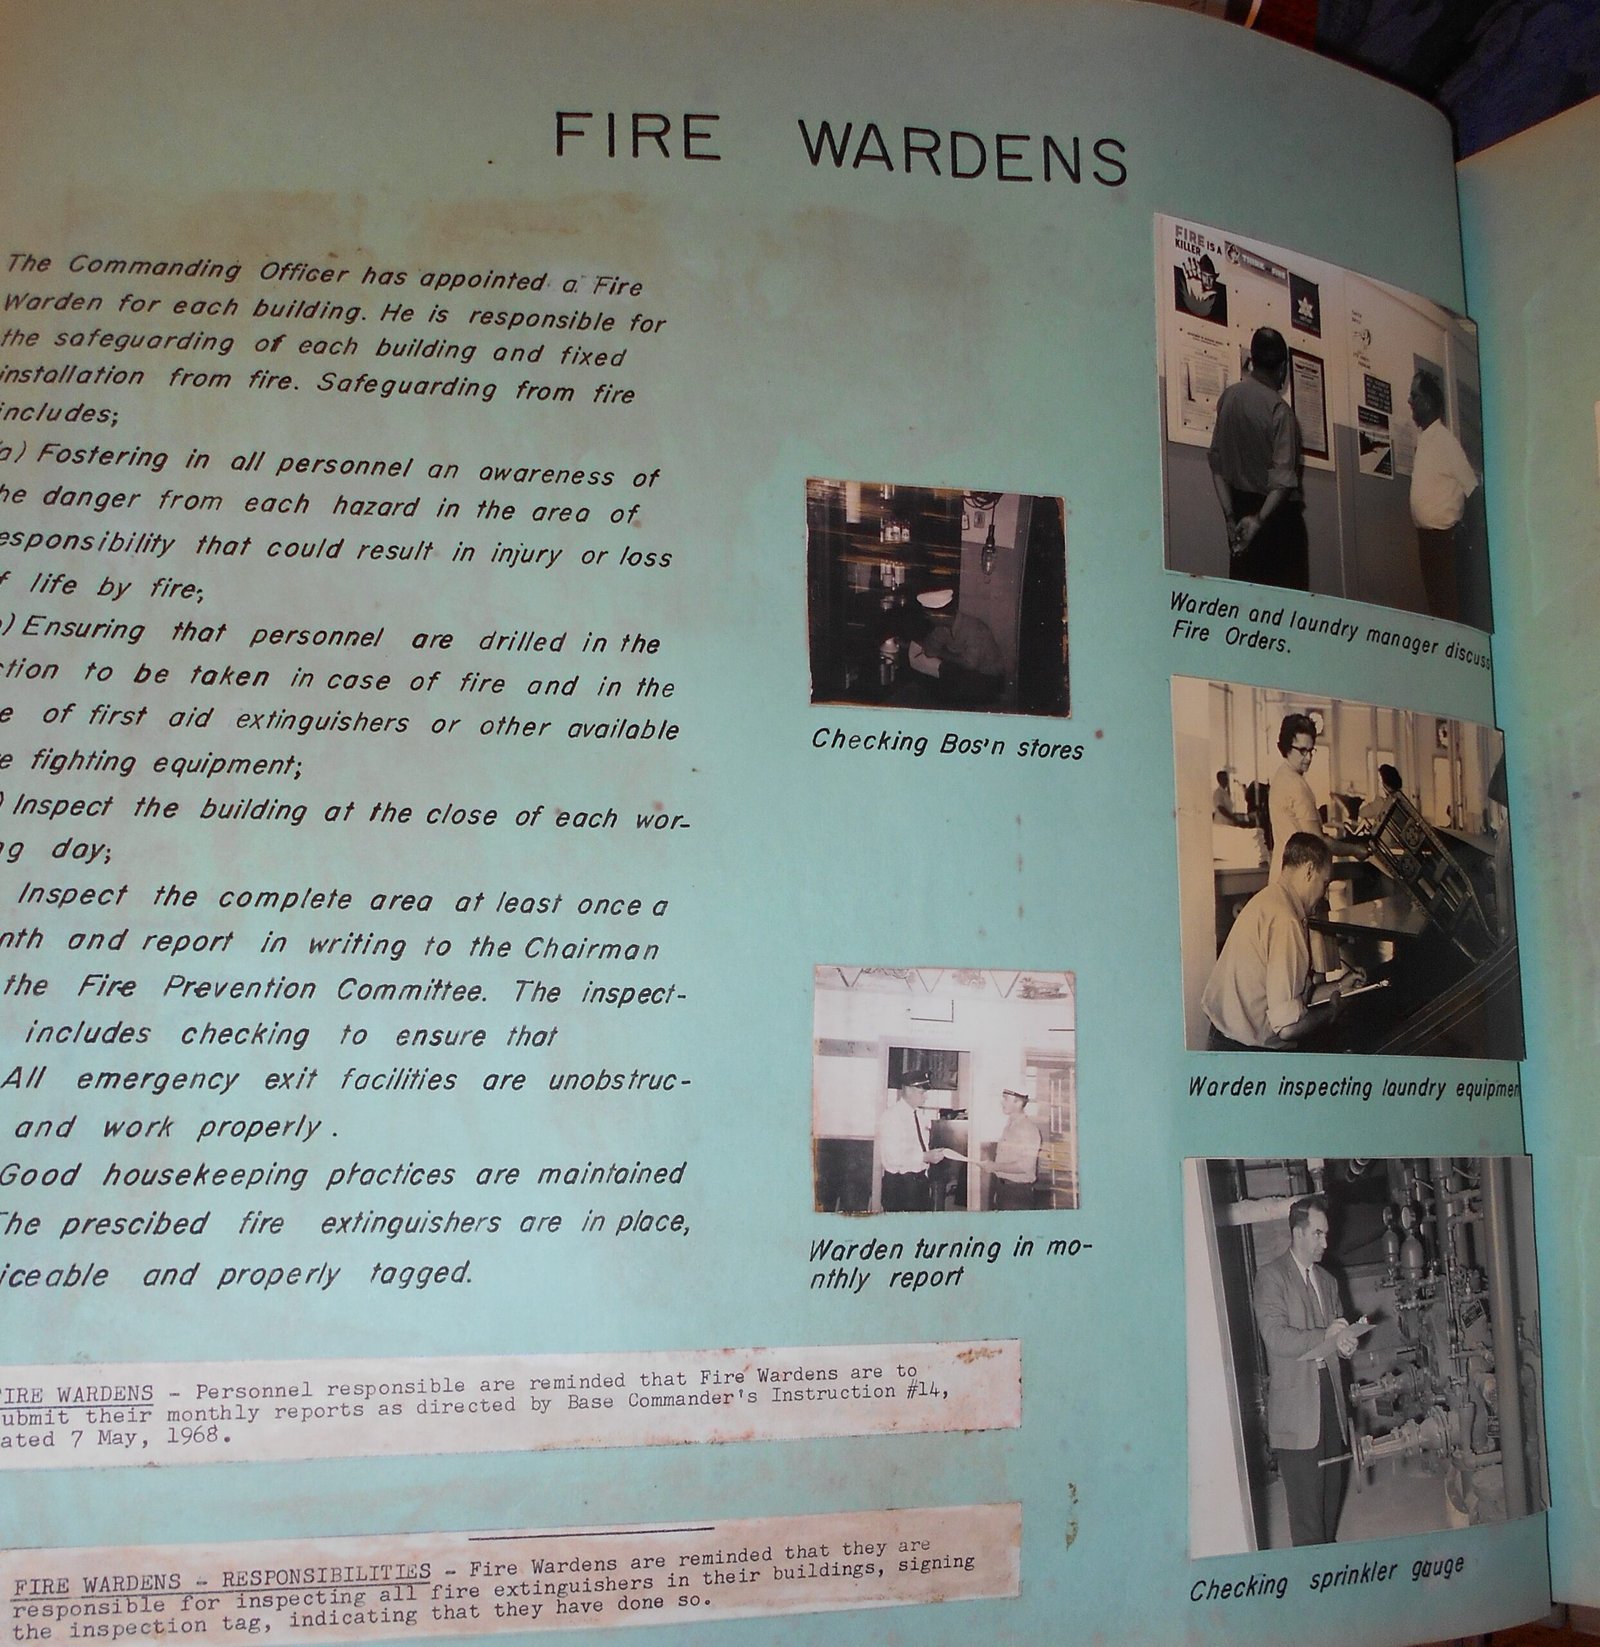 FIRE WARDENS
The Commanding Officer has appointed a Fire
Warden for each building. He is responsible for
the safeguarding of each building and fixed
installation from fire. Safeguarding from fire
includes;
a) Fostering in all personnel an awareness of
he danger from each hazard in the area of
esponsibility that could result in injury or loss
f life by fire;
) Ensuring that personnel are drilled in the
ction to be taken in case of fire and in the
e of first aid extinguishers or other available
e fighting equipment;
) Inspect the building at the close of each wor-
ng day;
Inspect the complete area at least once a
nth and report in writing to the Chairman
the Fire Prevention Committee. The inspect-
includes checking to ensure that
All emergency exit facilities are unobstruc-
and work properly.
Good housekeeping ptactices are maintained
The prescibed fire extinguishers are in place,
iceable and properly tagged.
FIRE WARDENS - Personnel responsible are reminded that Fire Wardens are to
ubmit their monthly reports as directed by Base Commander's Instruction #14,
ated 7 May, 1968.
FIRE WARDENS - RESPONSIBILITIES - Fire Wardens are reminded that they are
responsible for inspecting all fire extinguishers in their buildings, signing
the inspection tag, indicating that they have done so.
Checking Bos'n stores
Warden turning in mo-
nthly report
FIRE IS A
KILLER
THINK FIRE
Warden and laundry manager discuss
Fire Orders.
Warden inspecting laundry equipmen
Checking sprinkler gauge